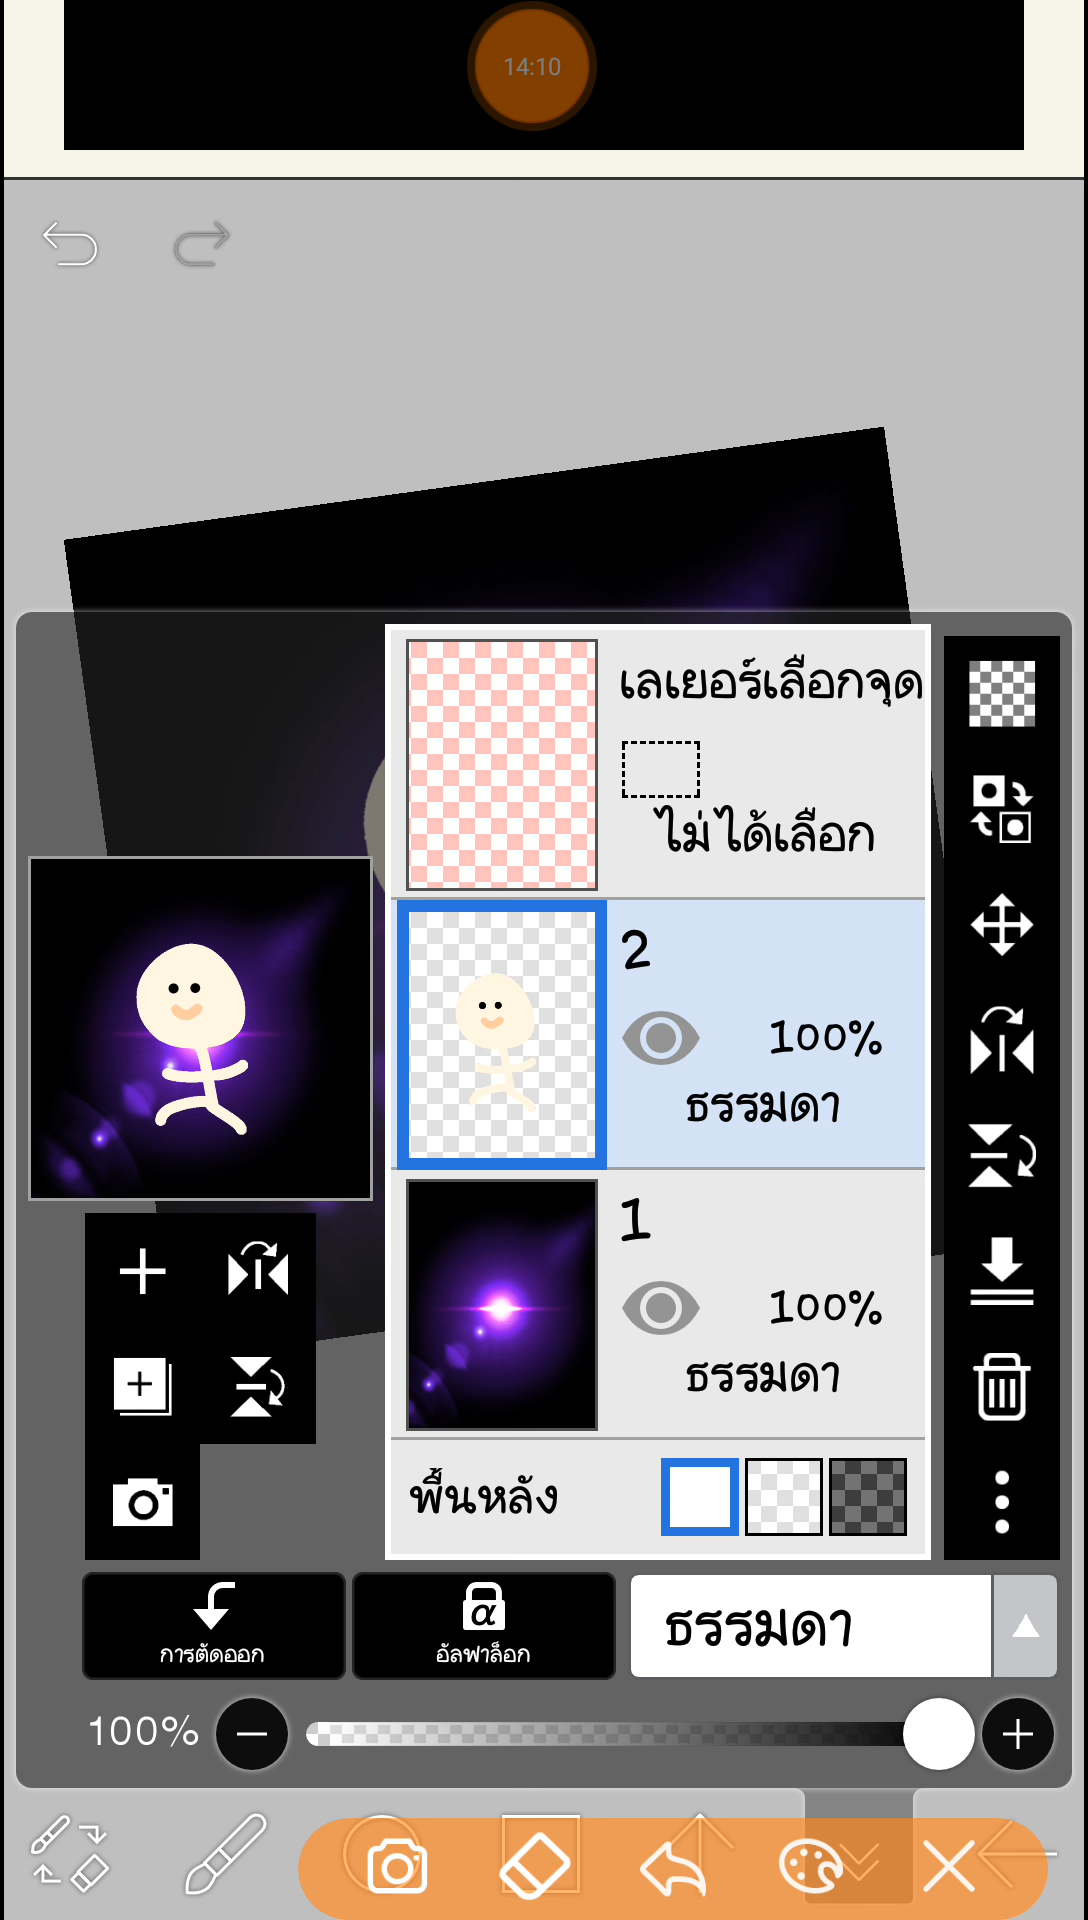 14:10
เลเยอร์เลือกจุด
ไม่ได้เลือก
2
100%
ธรรมดา
1
100%
ธรรมดา
พื้นหลัง
การตัดออก
α
อัลฟาล็อก
ธรรมดา
100%